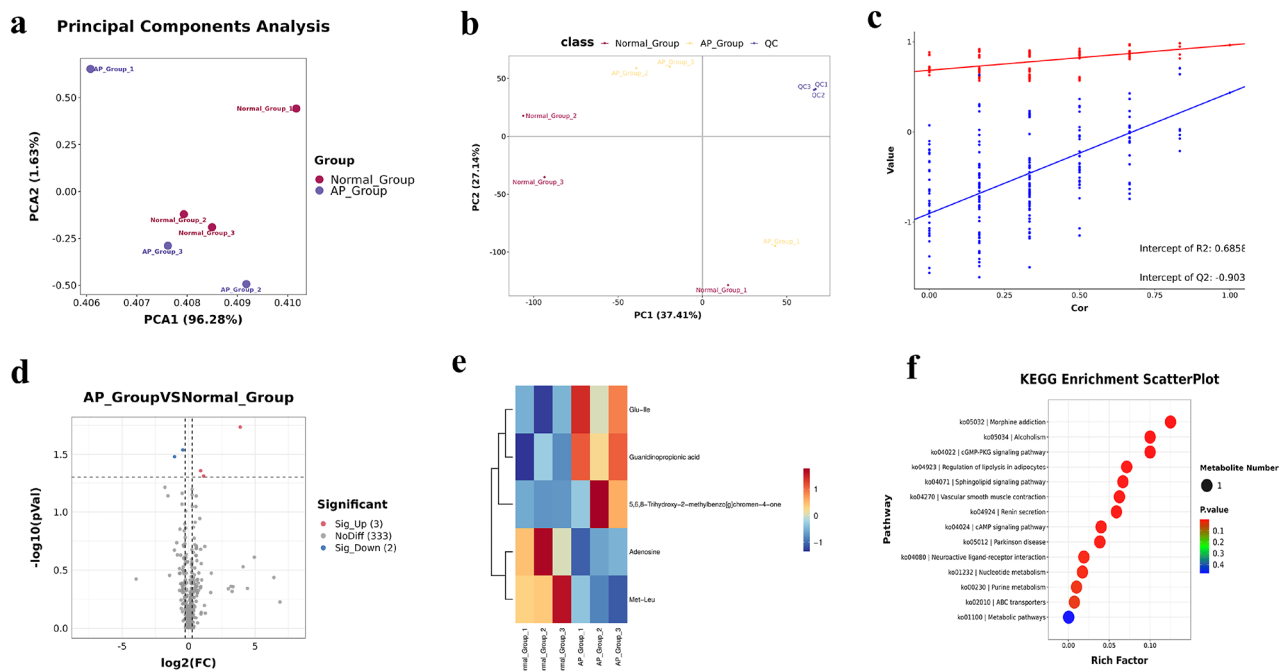 a
Principal Components Analysis
AP_Group_1
Normal_Group_1
Normal_Group_2
Normal_Group_3
AP_Group_3
AP_Group_2
0.50
0.25
0.00
-0.25
-0.50
0.406
0.407
0.408
0.409
0.410
PCA2 (1.63%)
PCA1 (96.28%)
Group
Normal_Group
AP_Group
b
class
Normal_Group
AP_Group
QC
AP_Group_2
AP_Group_3
QC3
QC1
QC2
Normal_Group_2
Normal_Group_3
AP_Group_1
Normal_Group_1
50
0
-50
-100
-100
-50
0
50
PC2 (27.14%)
PC1 (37.41%)
c
1
0
-1
Value
0.00
0.25
0.50
0.75
1.00
Cor
Intercept of R2: 0.6858
Intercept of Q2: -0.903
d
AP_GroupVSNormal_Group
1.5
1.0
0.5
0.0
-log10(pVal)
-5
0
5
log2(FC)
Significant
Sig_Up (3)
NoDiff (333)
Sig_Down (2)
e
Glu-Ile
Guanidinopropionic acid
5,6,8-Trihydroxy-2-methylbenzo[g]chromen-4-one
Adenosine
Met-Leu
ormal_Group_1
ormal_Group_2
ormal_Group_3
AP_Group_1
AP_Group_2
AP_Group_3
1
0
-1
f
KEGG Enrichment ScatterPlot
ko05032 | Morphine addiction
ko05034 | Alcoholism
ko04022 | cGMP-PKG signaling pathway
ko04923 | Regulation of lipolysis in adipocytes
ko04071 | Sphingolipid signaling pathway
ko04270 | Vascular smooth muscle contraction
ko04924 | Renin secretion
ko04024 | cAMP signaling pathway
ko05012 | Parkinson disease
ko04080 | Neuroactive ligand-receptor interaction
ko01232 | Nucleotide metabolism
ko00230 | Purine metabolism
ko02010 | ABC transporters
ko01100 | Metabolic pathways
Pathway
0.00
0.05
0.10
Rich Factor
Metabolite Number
1
P.value
0.1
0.2
0.3
0.4